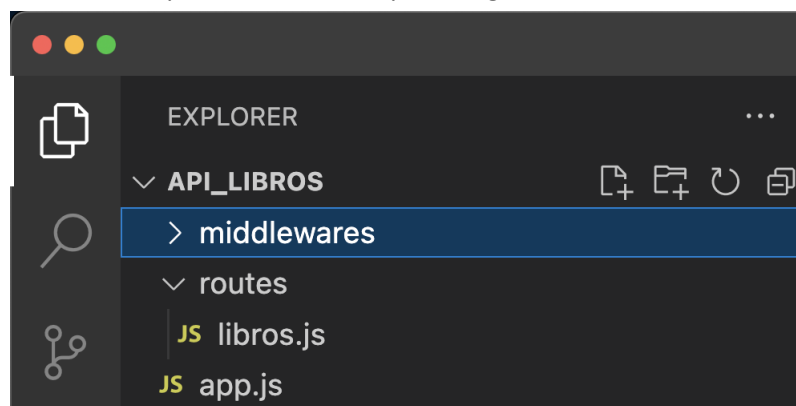 EXPLORER
API_LIBROS
middlewares
routes
JS libros.js
JS app.js